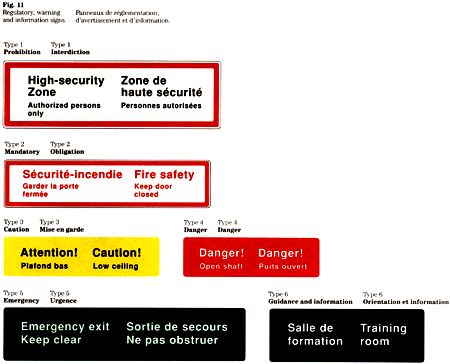 Fig. 11
Regulatory, warning
and information signs.
Panneaux de réglementation,
d'avertissement et d'information.
Type 1
Prohibition
Type 1
Interdiction
High-security
Zone
Authorized persons
only
Zone de
haute sécurité
Personnes autorisées
Type 2
Mandatory
Type 2
Obligation
Sécurité-incendie
Garder la porte
fermée
Fire safety
Keep door
closed
Type 3
Caution
Type 3
Mise en garde
Attention!
Plafond bas
Caution!
Low ceiling
Type 4
Danger
Type 4
Danger
Danger!
Open shaft
Danger!
Puits ouvert
Type 5
Emergency
Type 5
Urgence
Emergency exit
Keep clear
Sortie de secours
Ne pas obstruer
Type 6
Guidance and information
Type 6
Orientation et information
Salle de
formation
Training
room